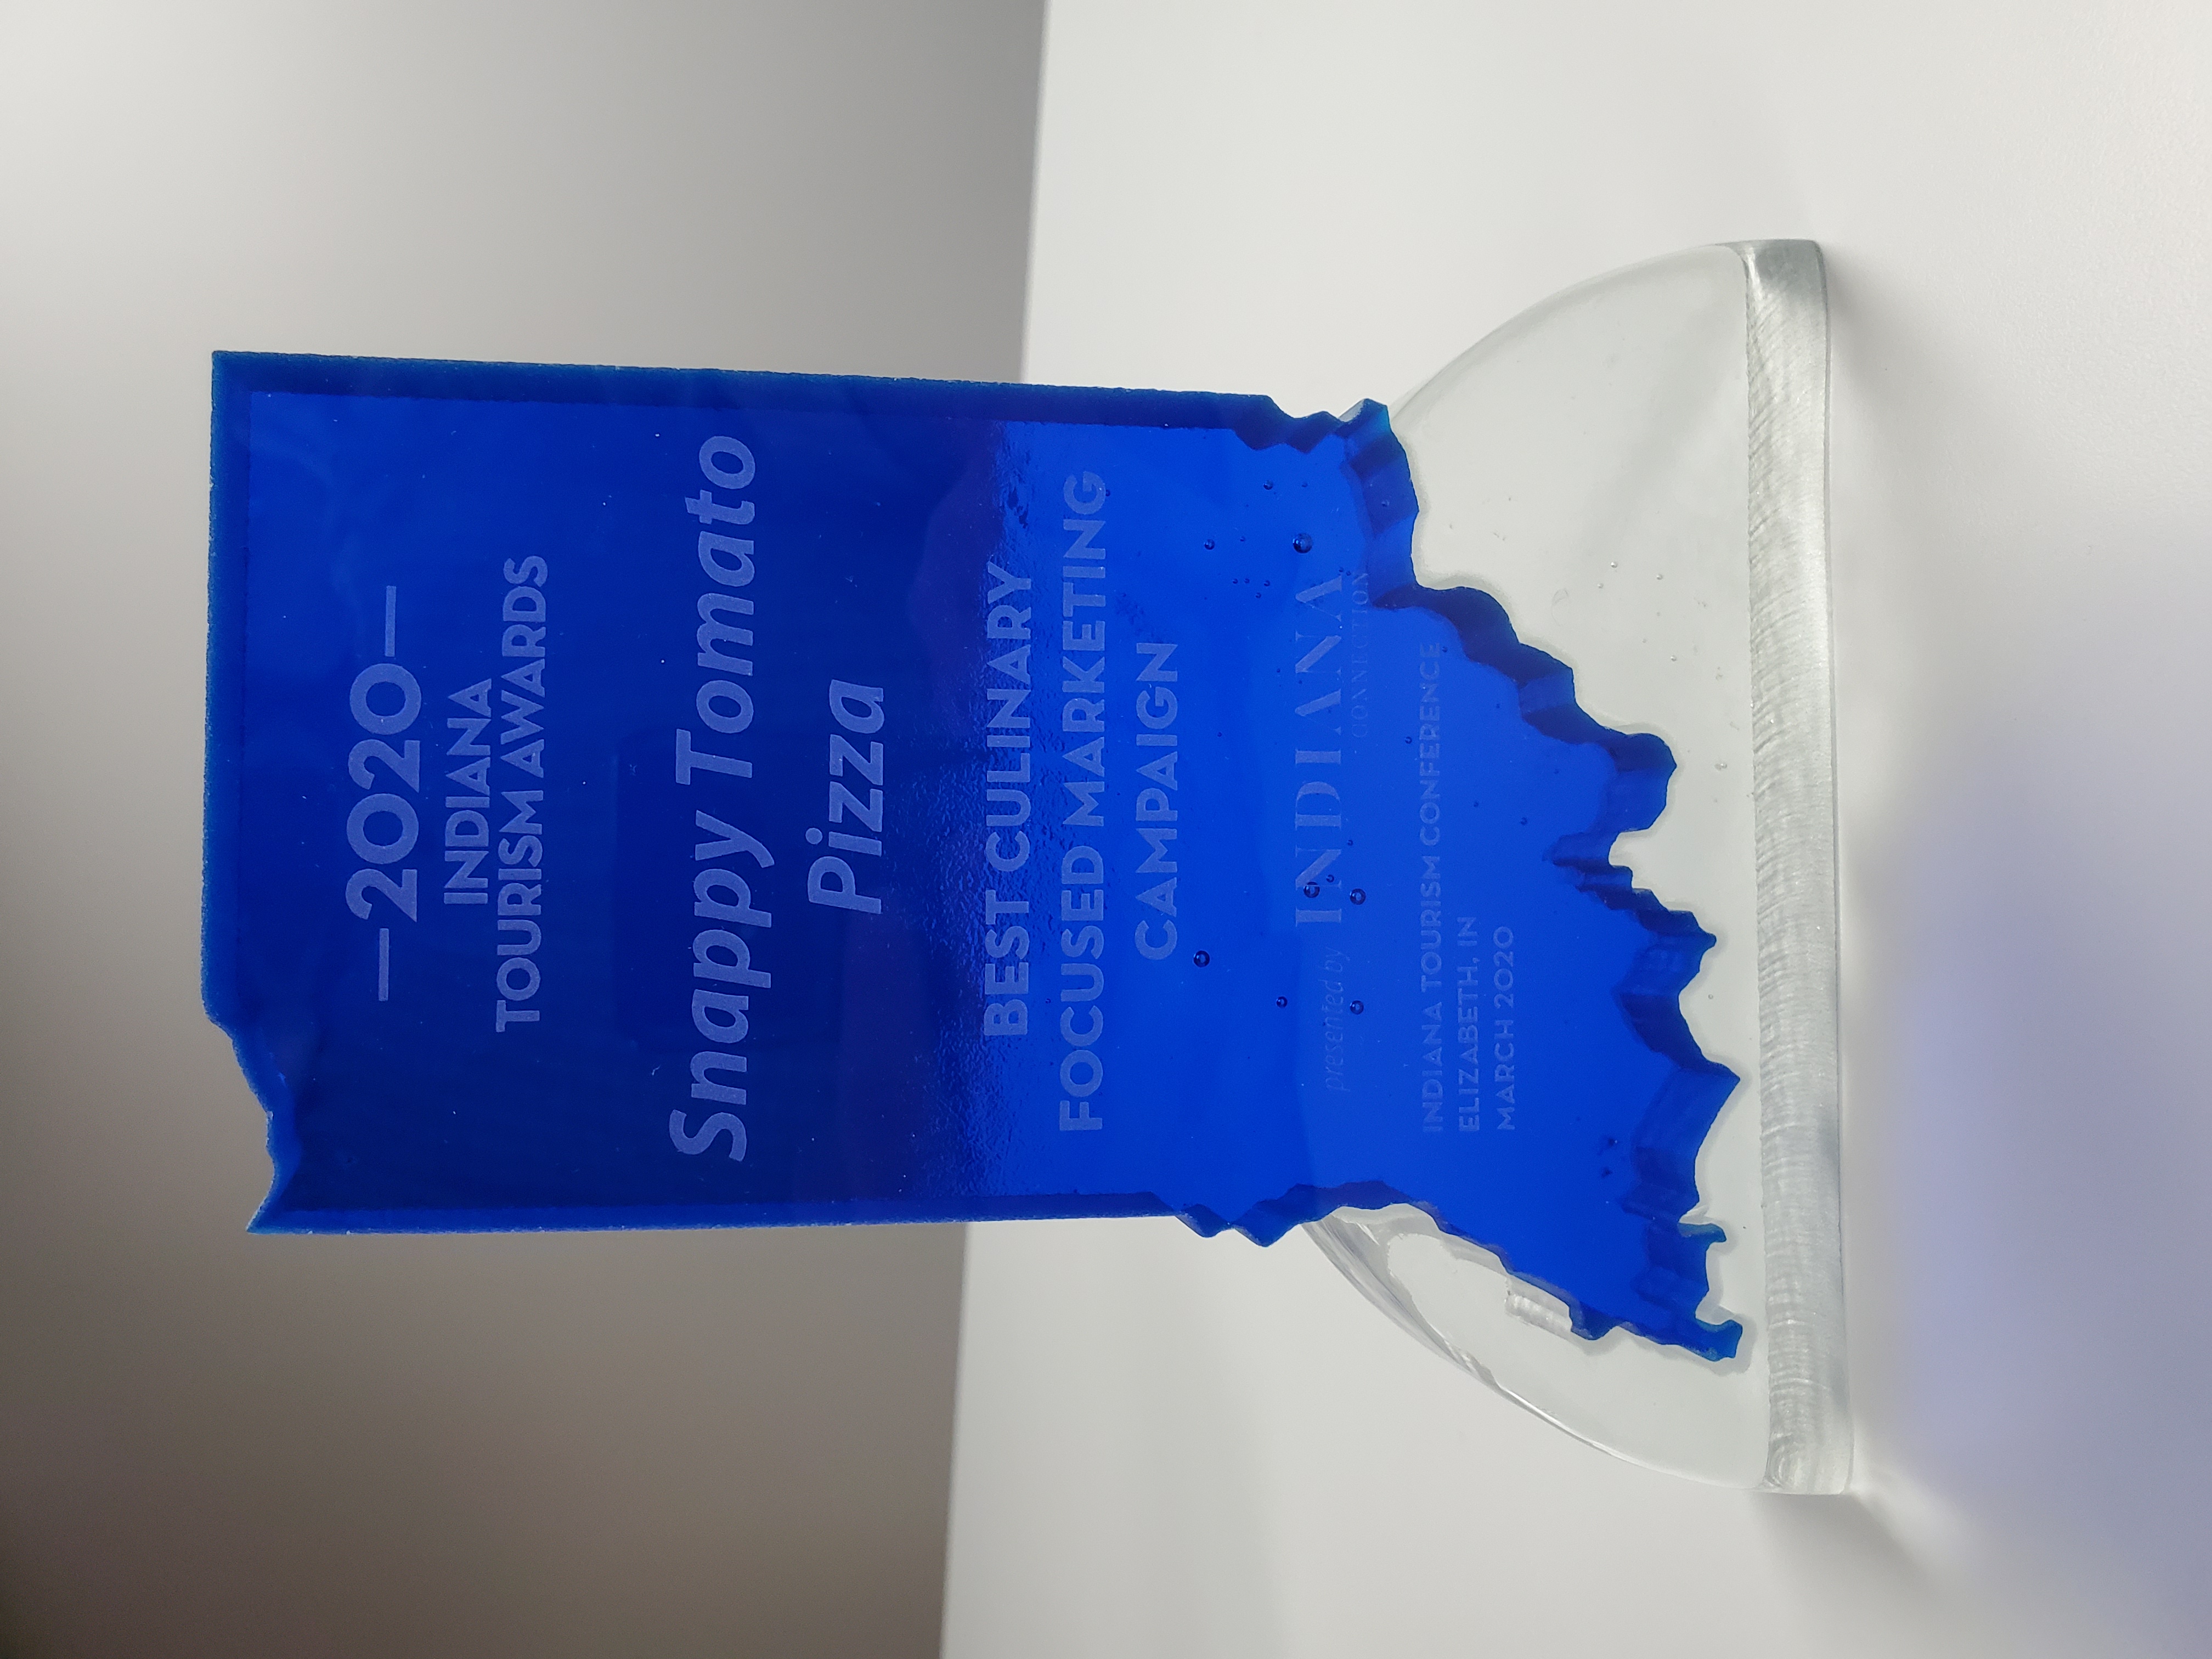 —2020—
INDIANA
TOURISM AWARDS
Snappy Tomato
Pizza
BEST CULINARY
FOCUSED MARKETING
CAMPAIGN
presented by INDIANA
CONNECTION
INDIANA TOURISM CONFERENCE
ELIZABETH, IN
MARCH 2020